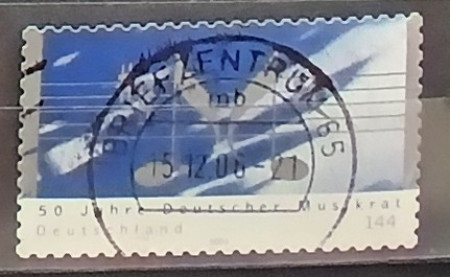 BRIEFZENTRUM 65
mb
15.12.06-21
50 Jahre Deutscher Musikrat
Deutschland
144